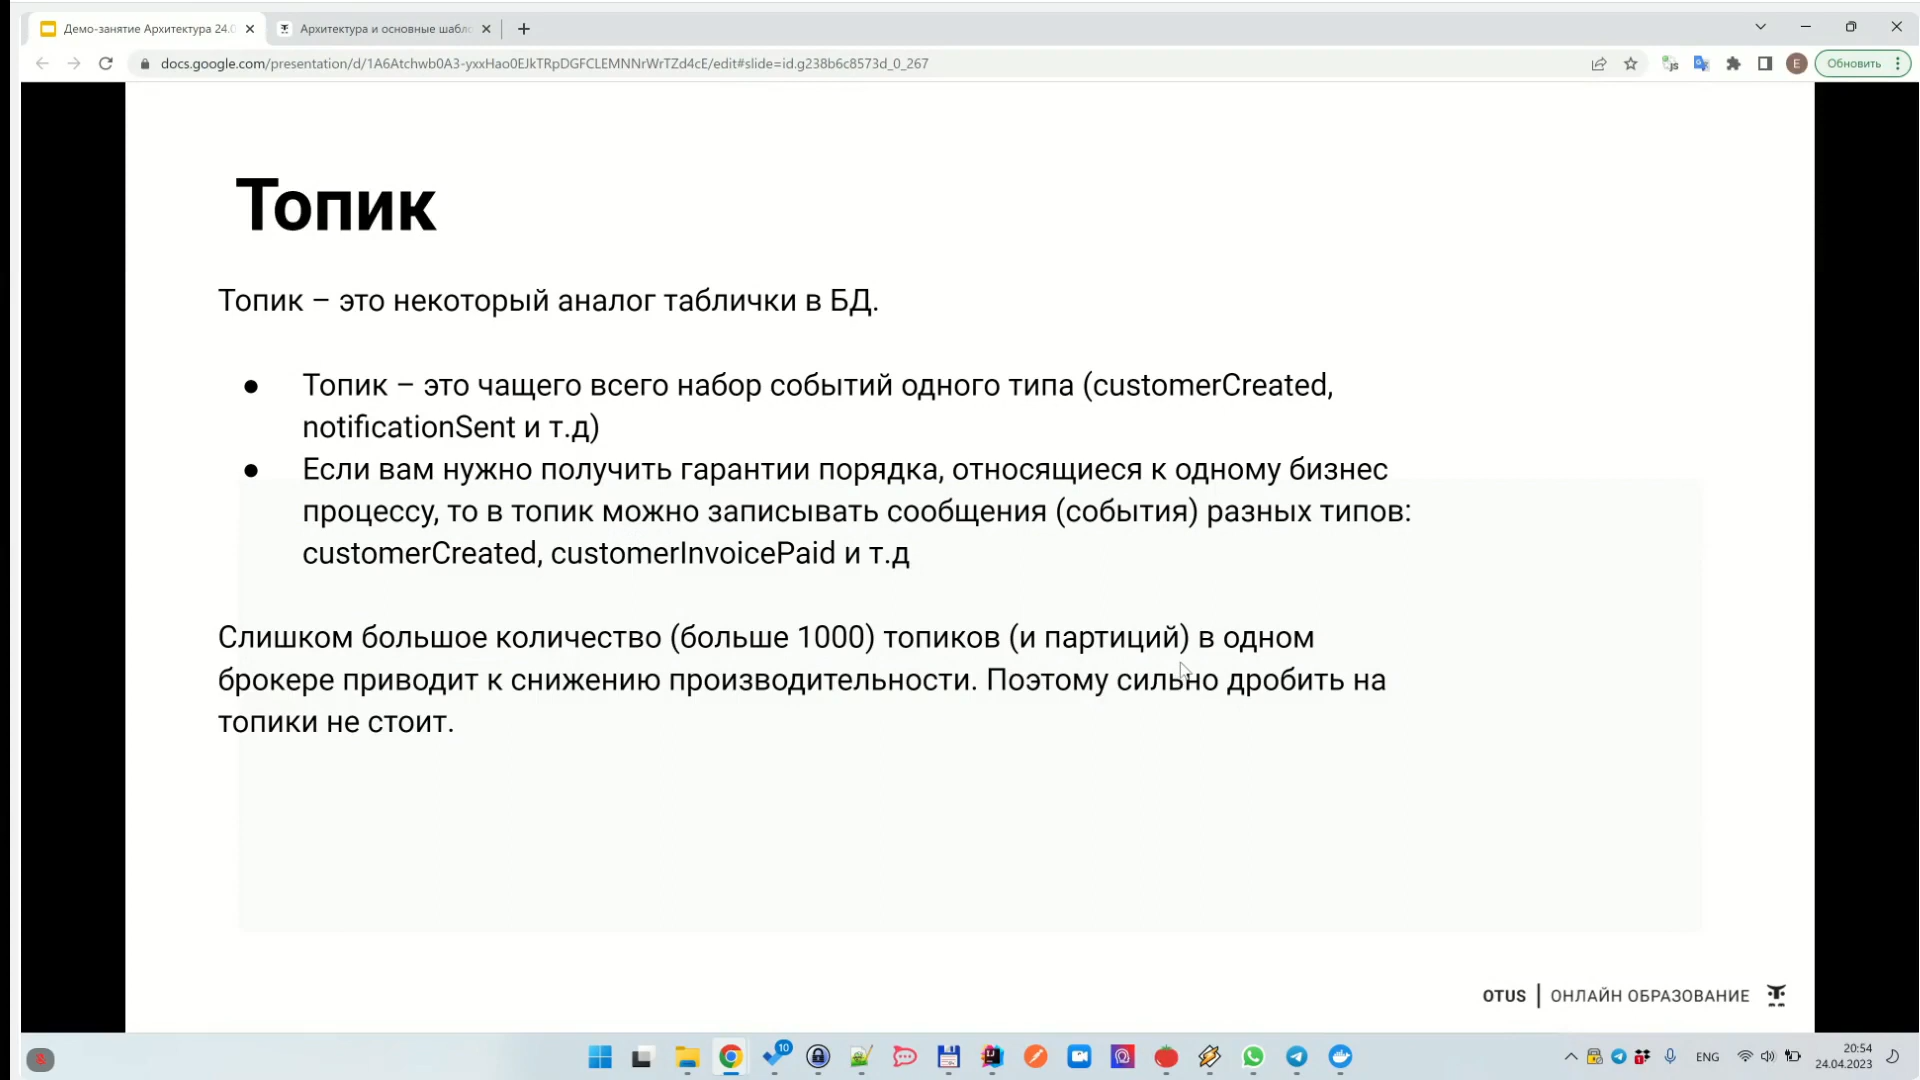 Демо-занятие Архитектура 24.0
Архитектура и основные шабло
docs.google.com/presentation/d/1A6Atchwb0A3-yxxHao0EJkTRpDGFCLEMNNrWrTZd4cE/edit#slide=id.g238b6c8573d_0_267
E
Обновить
Топик
Топик – это некоторый аналог таблички в БД.
● Топик – это чащего всего набор событий одного типа (customerCreated,
notificationSent и т.д)
● Если вам нужно получить гарантии порядка, относящиеся к одному бизнес
процессу, то в топик можно записывать сообщения (события) разных типов:
customerCreated, customerInvoicePaid и т.д
Слишком большое количество (больше 1000) топиков (и партиций) в одном
брокере приводит к снижению производительности. Поэтому сильно дробить на
топики не стоит.
OTUS | ОНЛАЙН ОБРАЗОВАНИЕ
10
ENG
20:54
24.04.2023